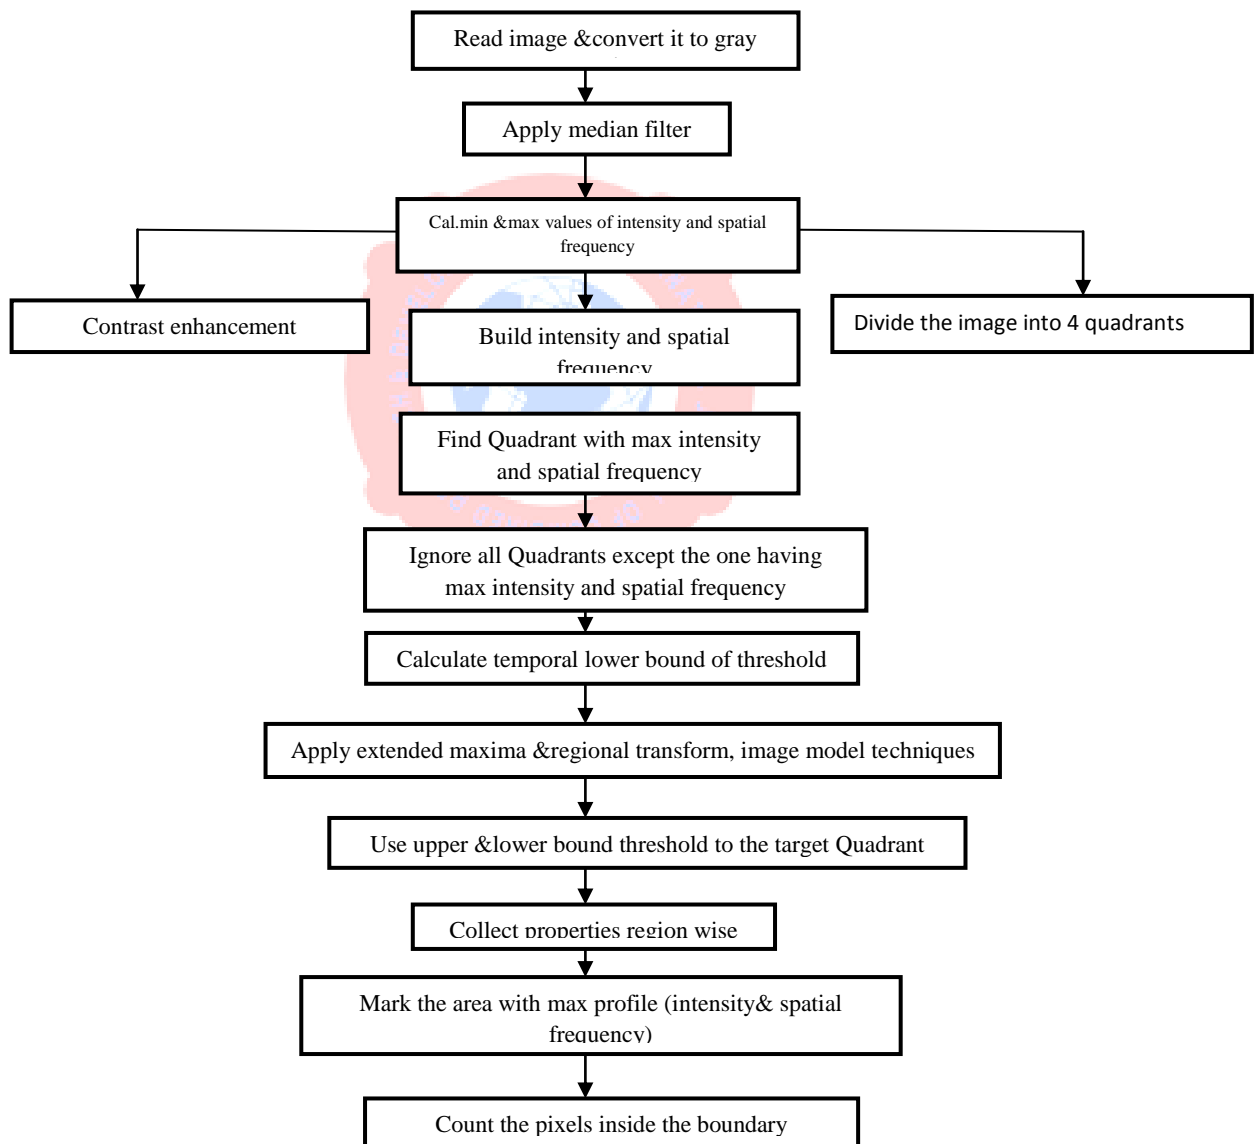 Read image &convert it to gray
Apply median filter
Cal.min &max values of intensity and spatial
frequency
Contrast enhancement
Build intensity and spatial
frequency
Divide the image into 4 quadrants
Find Quadrant with max intensity
and spatial frequency
Ignore all Quadrants except the one having
max intensity and spatial frequency
Calculate temporal lower bound of threshold
Apply extended maxima &regional transform, image model techniques
Use upper &lower bound threshold to the target Quadrant
Collect properties region wise
Mark the area with max profile (intensity& spatial
frequency)
Count the pixels inside the boundary